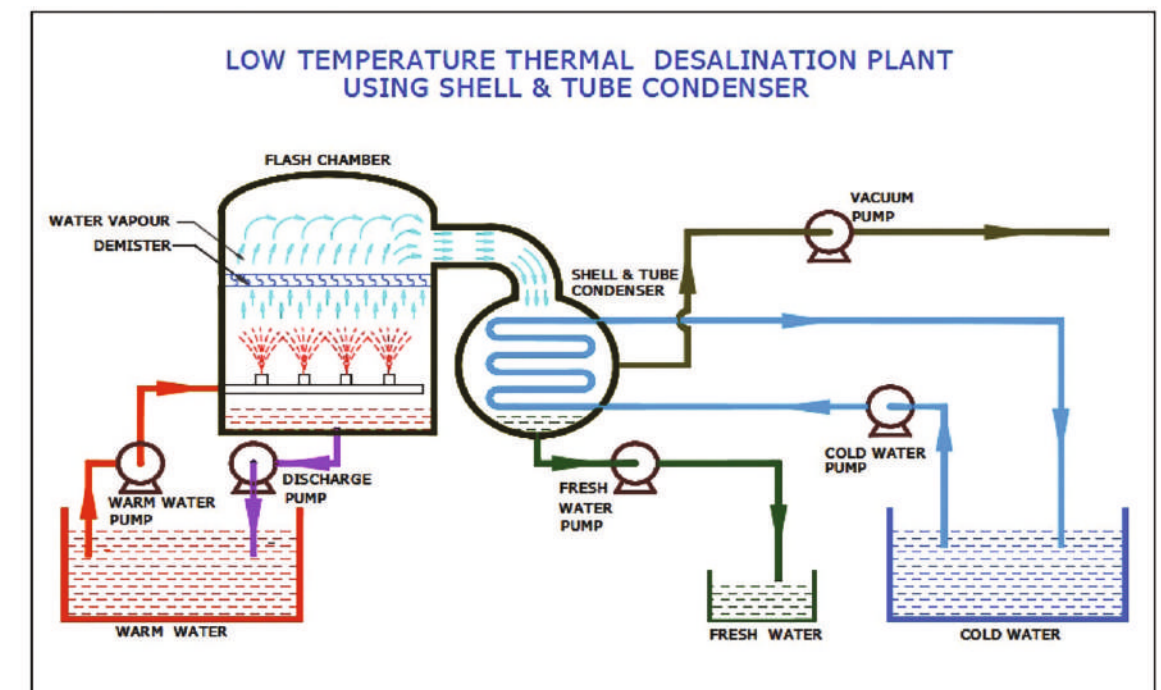 LOW TEMPERATURE THERMAL DESALINATION PLANT
USING SHELL & TUBE CONDENSER
FLASH CHAMBER
WATER VAPOUR
DEMISTER
VACUUM
PUMP
SHELL & TUBE
CONDENSER
WARM WATER
PUMP
DISCHARGE
PUMP
FRESH
WATER
PUMP
COLD WATER
PUMP
WARM WATER
FRESH WATER
COLD WATER